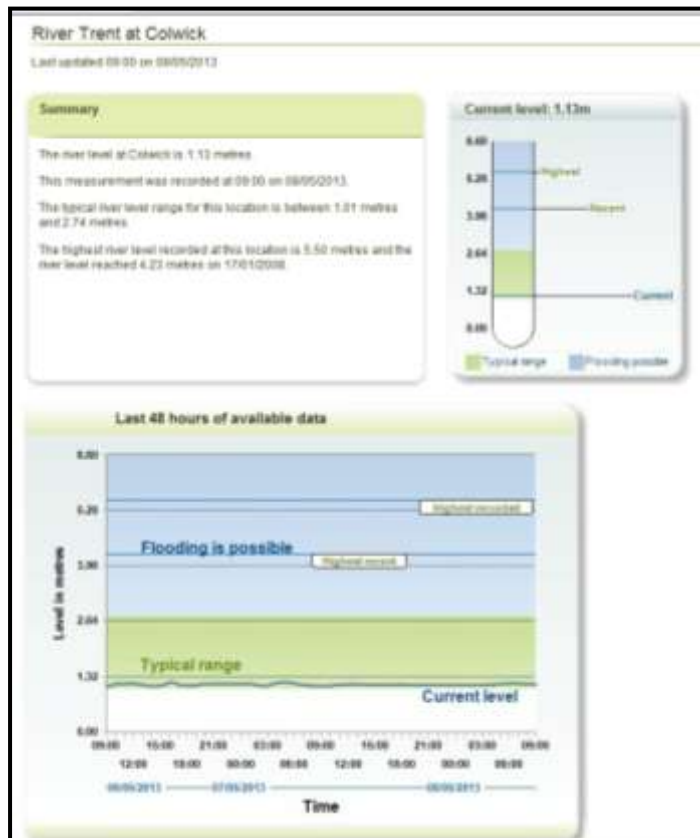 River Trent at Colwick
Last updated 09:00 on 08/05/2013
Summary
The river level at Colwick is 1.13 metres.
This measurement was recorded at 09:00 on 08/05/2013.
The typical river level range for this location is between 1.01 metres
and 2.74 metres.
The highest river level recorded at this location is 5.50 metres and the
river level reached 4.23 metres on 17/01/2008.
Current level: 1.13m
6.60
5.28
3.96
2.64
1.32
0.00
Highest
Recent
Current
Typical range
Flooding possible
Last 48 hours of available data
Level in metres
5.28
3.96
2.64
1.32
0.00
Highest recorded
Flooding is possible
Highest recent
Typical range
Current level
09:00 15:00 21:00 03:00 09:00 15:00 21:00 03:00 09:00
12:00 18:00 00:00 06:00 12:00 18:00 00:00 06:00
06/05/2013 07/05/2013 08/05/2013
Time